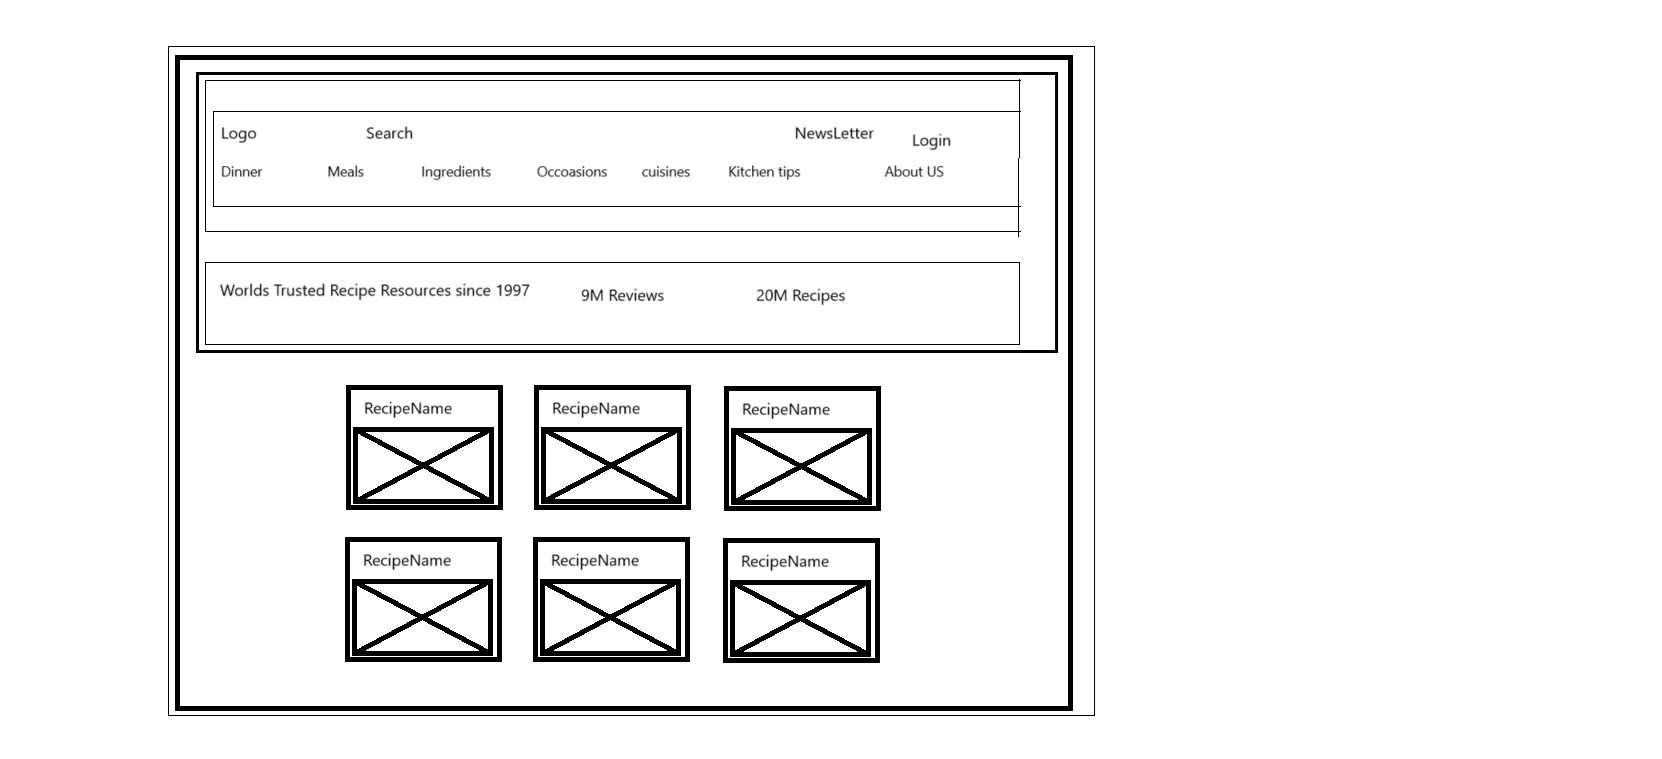 Logo Search NewsLetter Login
Dinner Meals Ingredients Occoasions cuisines Kitchen tips About US
Worlds Trusted Recipe Resources since 1997 9M Reviews 20M Recipes
RecipeName RecipeName RecipeName
RecipeName RecipeName RecipeName